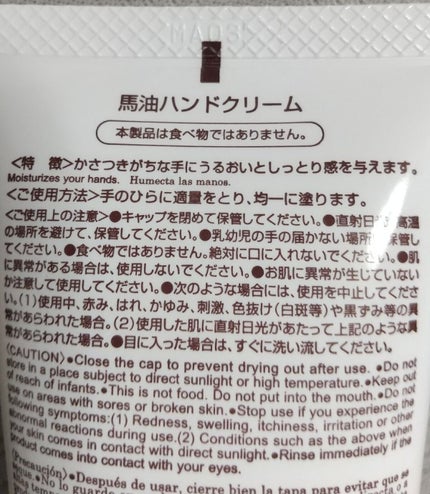 馬油ハンドクリーム
本製品は食べ物ではありません。
<特 徴>かさつきがちな手にうるおいとしっとり感を与えます。
Moisturizes your hands. Humecta las manos.
<ご使用方法>手のひらに適量をとり、均一に塗ります。
<ご使用上の注意>●キャップを閉めて保管してください。●直射日光、高温
の場所を避けて、保管してください。●乳幼児の手の届かない場所に保管し
てください。●食べ物ではありません。絶対に口に入れないでください。●肌
に異常がある場合は、使用しないでください。●お肌に異常が生じていない
か注意して使用してください。●次のような場合には、使用を中止してくださ
い。(1)使用中、赤み、はれ、かゆみ、刺激、色抜け(白斑等)や黒ずみ等の異
常があらわれた場合。(2)使用した肌に直射日光があたって上記のような異
常があらわれた場合。●目に入った場合は、すぐに洗い流してください。
<CAUTION>●Close the cap to prevent drying out after use. ●Do not
store in a place subject to direct sunlight or high temperature. ●Keep out
of reach of infants. ●This is not food. Do not put into the mouth. ●Do not
use on areas with sores or broken skin. ●Stop use if you experience the
following symptoms:(1) Redness, swelling, itchiness, irritation or other
abnormal reactions during use.(2) Conditions such as the above when
your skin comes in contact with direct sunlight. ●Rinse immediately if the
product comes into contact with your eyes.
<Precaución>●Después de usar, cierre bien la tapa para evitar que se
que. ●No lo guarde